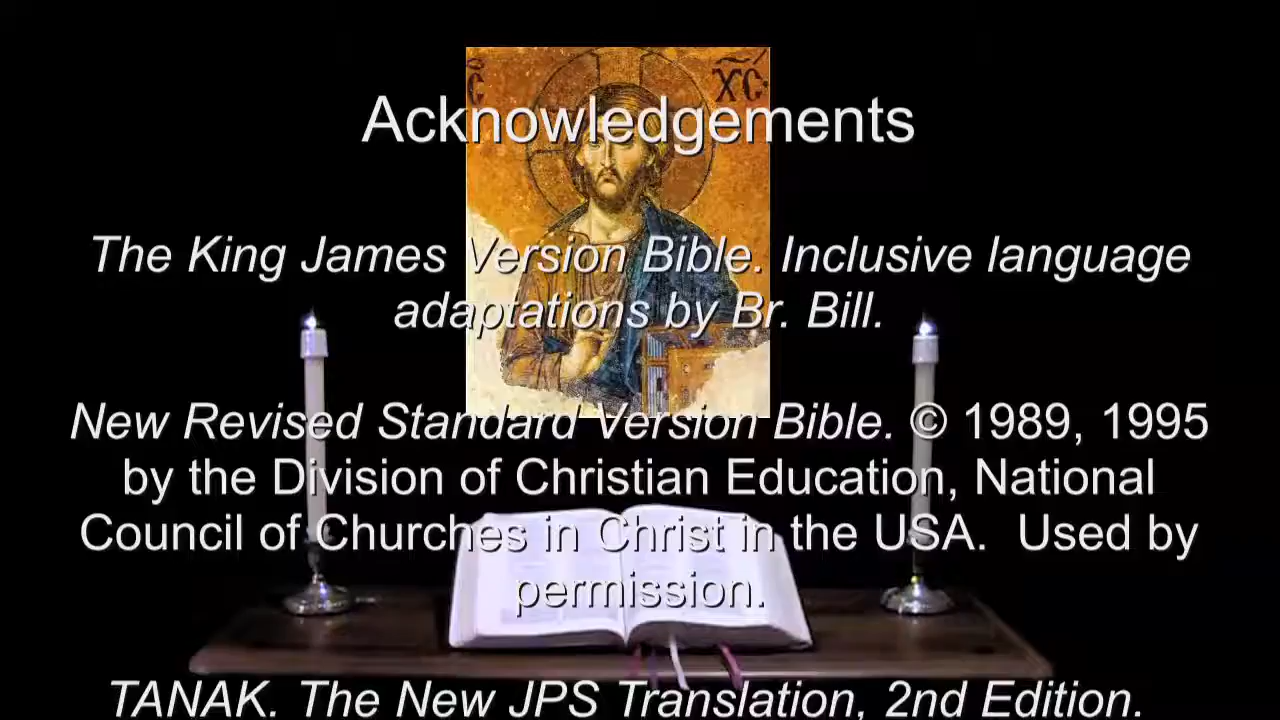 C XC
Acknowledgements
The King James Version Bible. Inclusive language
adaptations by Br. Bill.
New Revised Standard Version Bible. © 1989, 1995
by the Division of Christian Education, National
Council of Churches in Christ in the USA.  Used by
permission.
TANAK. The New JPS Translation, 2nd Edition.